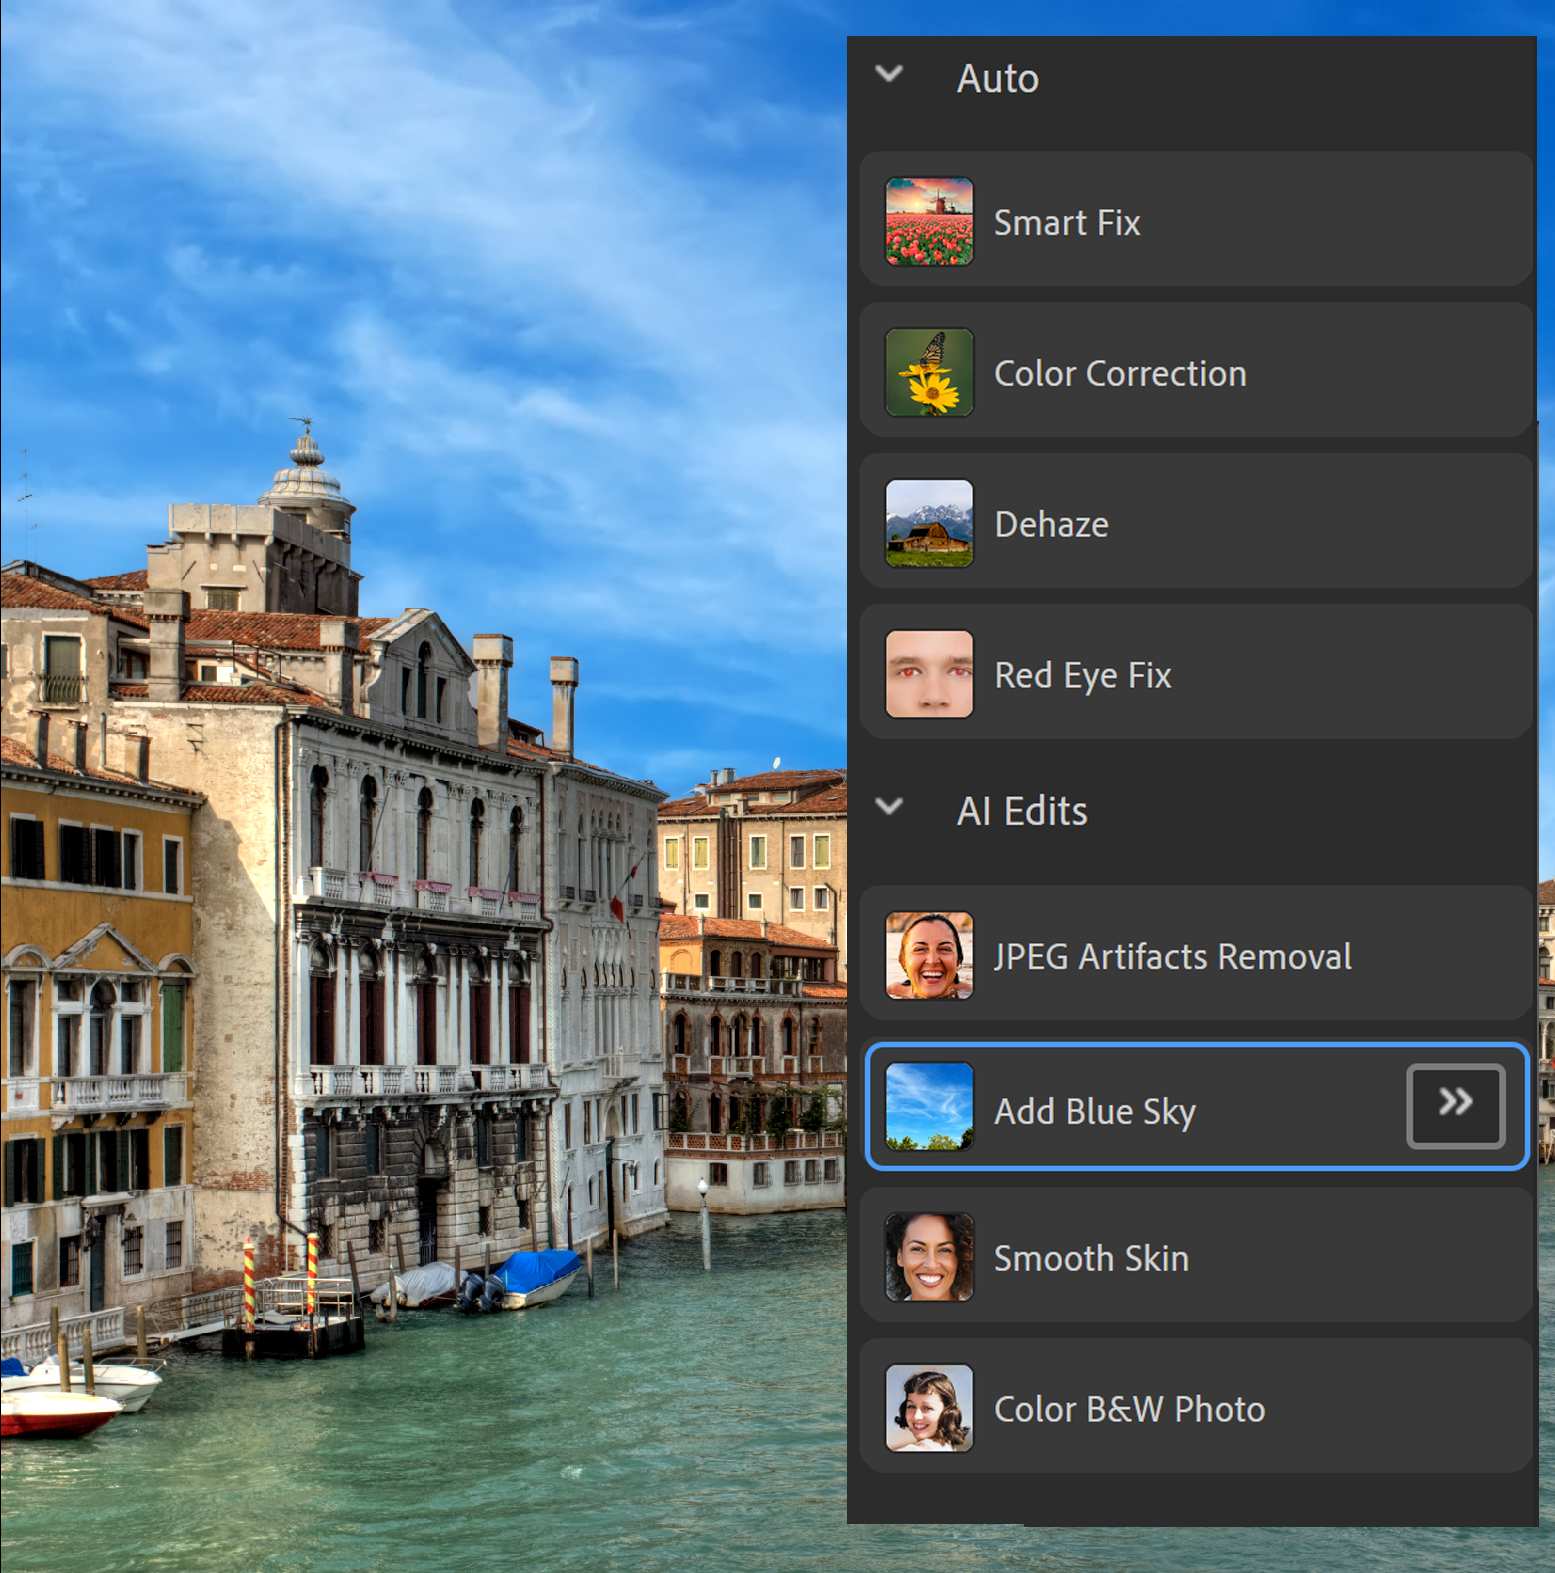 Auto
Smart Fix
Color Correction
Dehaze
Red Eye Fix
AI Edits
JPEG Artifacts Removal
Add Blue Sky
Smooth Skin
Color B&W Photo